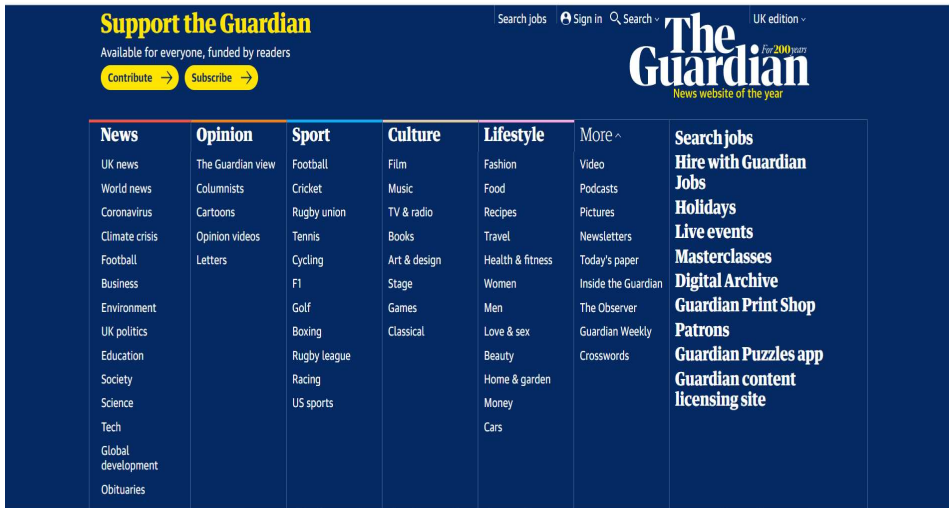 Support the Guardian
Available for everyone, funded by readers
Contribute →
Subscribe →
Search jobs
Sign in
Search
UK edition
The
Guardian
For 200 years
News website of the year
News
UK news
World news
Coronavirus
Climate crisis
Football
Business
Environment
UK politics
Education
Society
Science
Tech
Global
development
Obituaries
Opinion
The Guardian view
Columnists
Cartoons
Opinion videos
Letters
Sport
Football
Cricket
Rugby union
Tennis
Cycling
F1
Golf
Boxing
Rugby league
Racing
US sports
Culture
Film
Music
TV & radio
Books
Art & design
Stage
Games
Classical
Lifestyle
Fashion
Food
Recipes
Travel
Health & fitness
Women
Men
Love & sex
Beauty
Home & garden
Money
Cars
More
Video
Podcasts
Pictures
Newsletters
Today's paper
Inside the Guardian
The Observer
Guardian Weekly
Crosswords
Search jobs
Hire with Guardian
Jobs
Holidays
Live events
Masterclasses
Digital Archive
Guardian Print Shop
Patrons
Guardian Puzzles app
Guardian content
licensing site